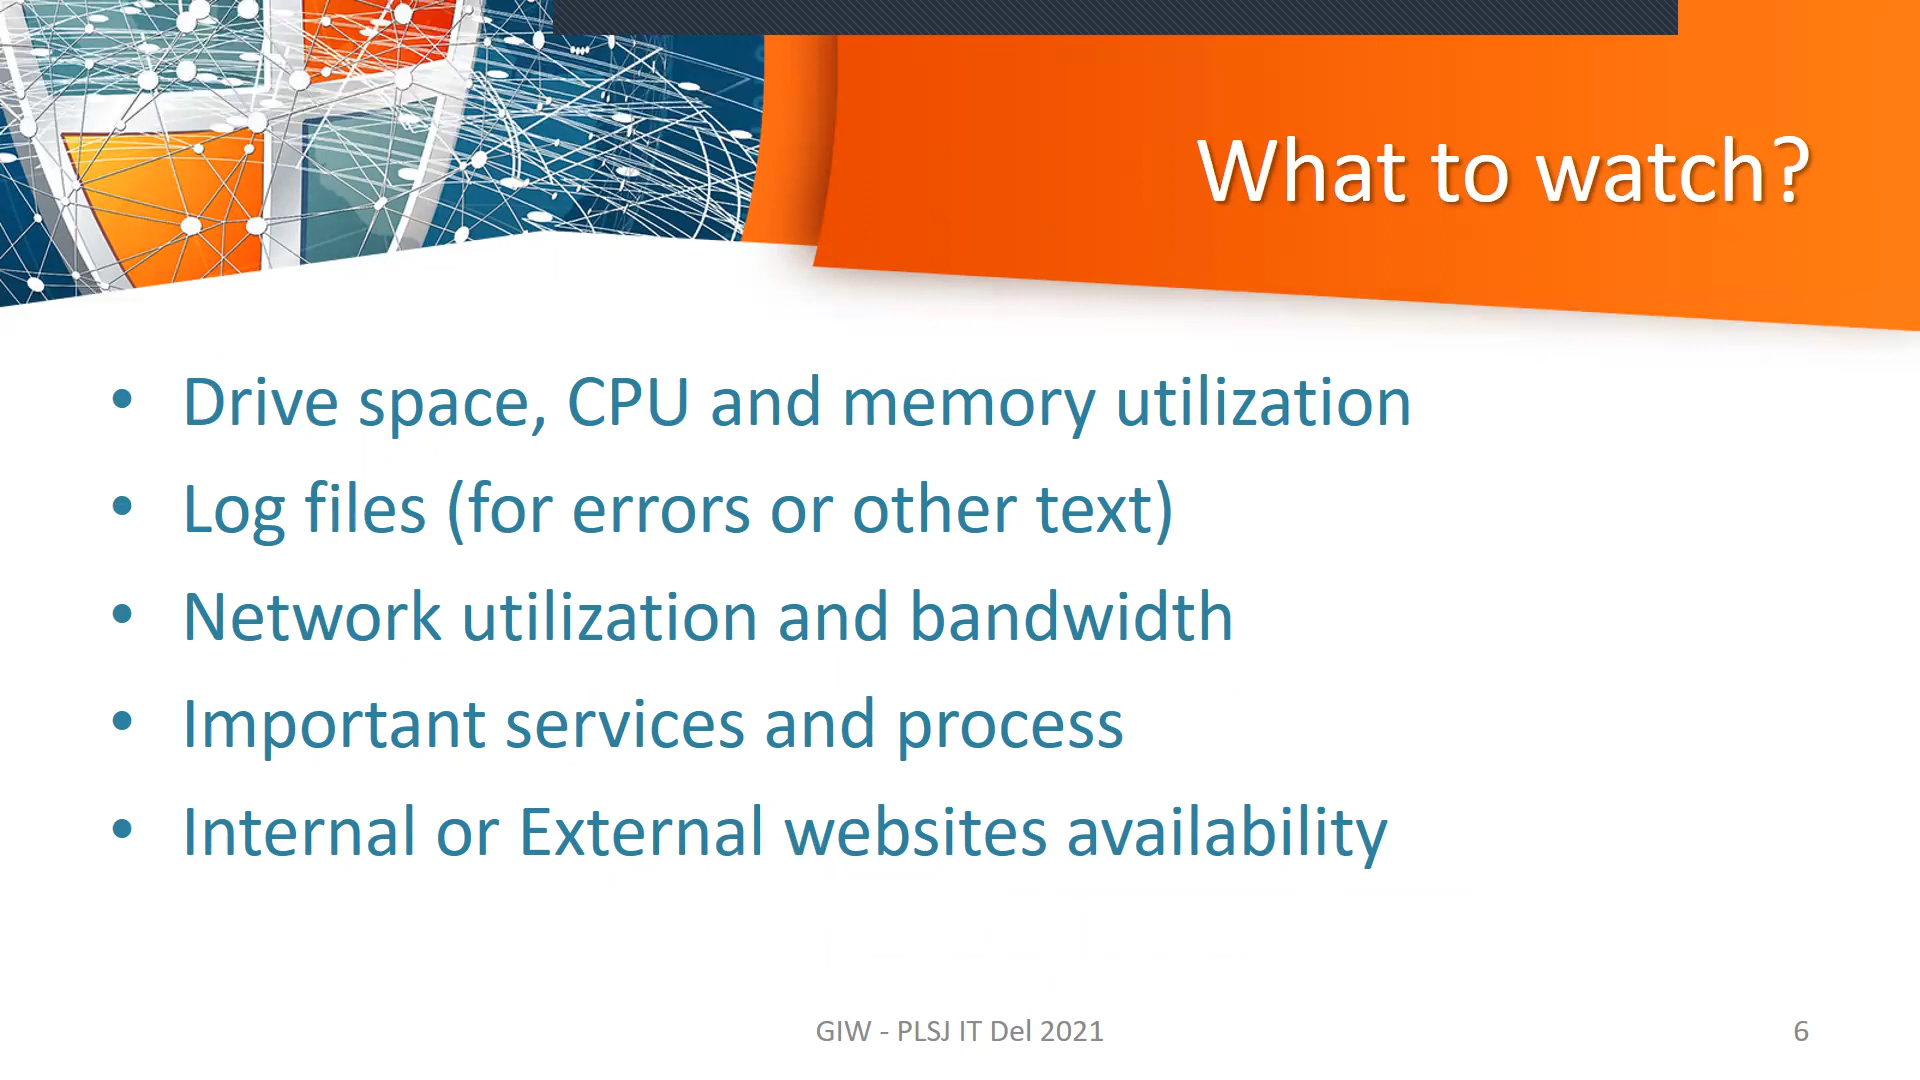 What to watch?
• Drive space, CPU and memory utilization
• Log files (for errors or other text)
• Network utilization and bandwidth
• Important services and process
• Internal or External websites availability
GIW - PLSJ IT Del 2021
6